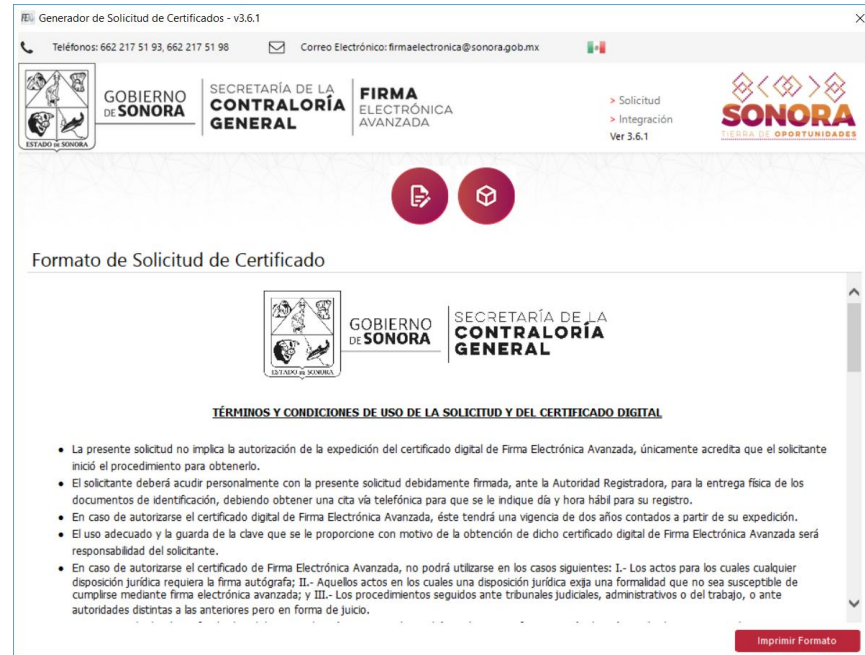 Generador de Solicitud de Certificados - v3.6.1
Teléfonos: 662 217 51 93, 662 217 51 98
Correo Electrónico: firmaelectronica@sonora.gob.mx
GOBIERNO
DE SONORA
ESTADO DE SONORA
SECRETARÍA DE LA
CONTRALORÍA
GENERAL
FIRMA
ELECTRÓNICA
AVANZADA
> Solicitud
> Integración
Ver 3.6.1
SONORA
TIERRA DE OPORTUNIDADES
Formato de Solicitud de Certificado
GOBIERNO
DE SONORA
ESTADO DE SONORA
SECRETARÍA DE LA
CONTRALORÍA
GENERAL
TÉRMINOS Y CONDICIONES DE USO DE LA SOLICITUD Y DEL CERTIFICADO DIGITAL
• La presente solicitud no implica la autorización de la expedición del certificado digital de Firma Electrónica Avanzada, únicamente acredita que el solicitante
inició el procedimiento para obtenerlo.
• El solicitante deberá acudir personalmente con la presente solicitud debidamente firmada, ante la Autoridad Registradora, para la entrega física de los
documentos de identificación, debiendo obtener una cita vía telefónica para que se le indique día y hora hábil para su registro.
• En caso de autorizarse el certificado digital de Firma Electrónica Avanzada, éste tendrá una vigencia de dos años contados a partir de su expedición.
• El uso adecuado y la guarda de la clave que se le proporcione con motivo de la obtención de dicho certificado digital de Firma Electrónica Avanzada será
responsabilidad del solicitante.
• En caso de autorizarse el certificado de Firma Electrónica Avanzada, no podrá utilizarse en los casos siguientes: I.- Los actos para los cuales cualquier
disposición jurídica requiera la firma autógrafa; II.- Aquellos actos en los cuales una disposición jurídica exija una formalidad que no sea susceptible de
cumplirse mediante firma electrónica avanzada; y III.- Los procedimientos seguidos ante tribunales judiciales, administrativos o del trabajo, o ante
autoridades distintas a las anteriores pero en forma de juicio.
Imprimir Formato